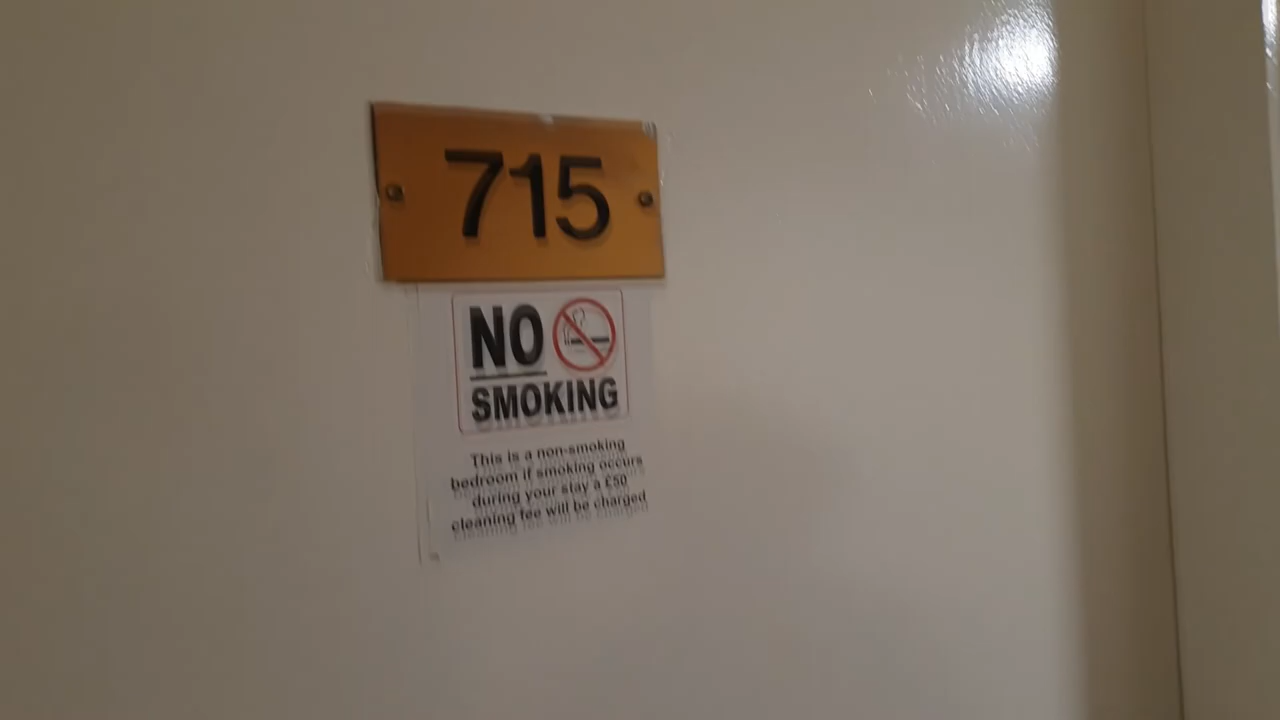 715
NO
SMOKING
This is a non-smoking
bedroom if smoking occurs
during your stay a £50
cleaning fee will be charged